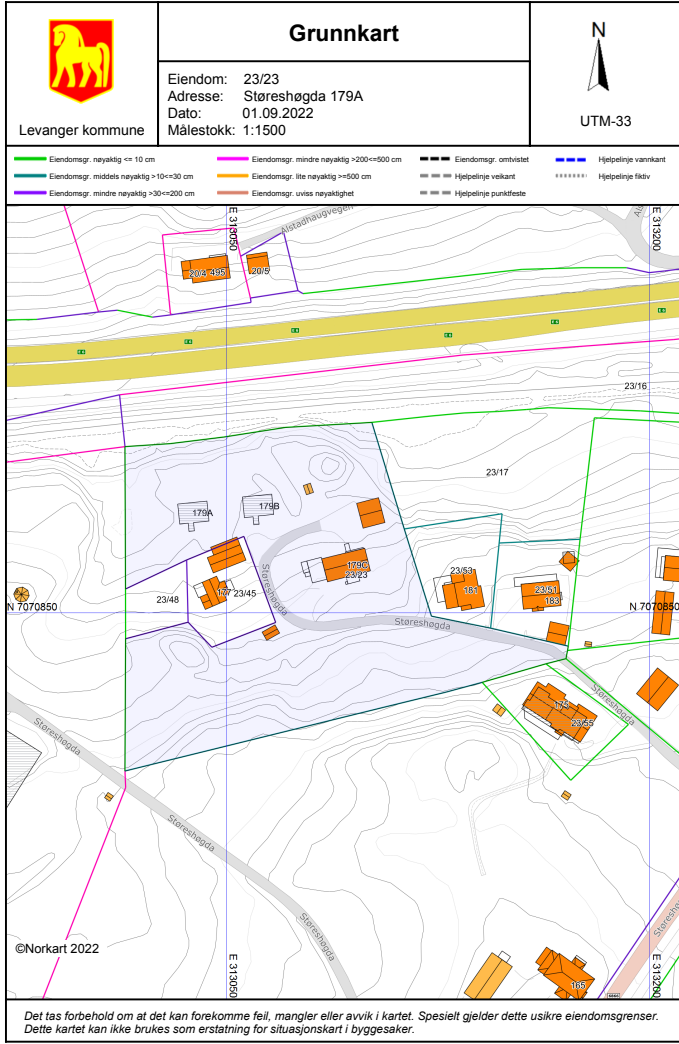 Levanger kommune
Grunnkart
Eiendom: 23/23
Adresse: Støreshøgda 179A
Dato: 01.09.2022
Målestokk: 1:1500
N
UTM-33
Eiendomsgr. nøyaktig <= 10 cm
Eiendomsgr. middels nøyaktig >10<=30 cm
Eiendomsgr. mindre nøyaktig >30<=200 cm
Eiendomsgr. mindre nøyaktig >200<=500 cm
Eiendomsgr. lite nøyaktig >=500 cm
Eiendomsgr. uviss nøyaktighet
Eiendomsgr. omtvistet
Hjelpelinje veikant
Hjelpelinje punktfeste
Hjelpelinje vannkant
Hjelpelinje fiktiv
E 313050
Alstadhaugvegen
E 313200
20/4 495
20/5
23/16
23/17
179A
179B
179C
23/23
23/53
181
23/51
183
177
23/45
23/48
Støreshøgda
N 7070850
N 7070850
Støreshøgda
Støreshøgda
175
23/55
Støreshøgda
Støreshøgda
Støreshøgda
165
©Norkart 2022
E 313050
E 313200
Det tas forbehold om at det kan forekomme feil, mangler eller avvik i kartet. Spesielt gjelder dette usikre eiendomsgrenser.
Dette kartet kan ikke brukes som erstatning for situasjonskart i byggesaker.